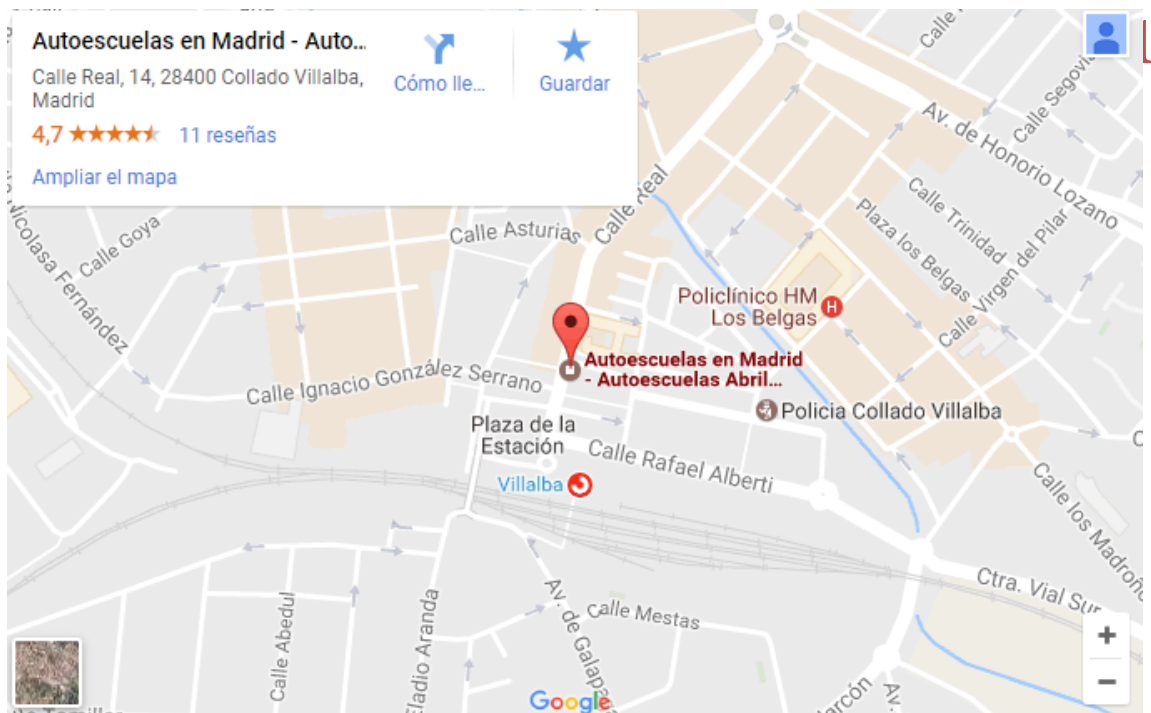 Autoescuelas en Madrid - Auto...
Calle Real, 14, 28400 Collado Villalba,
Madrid
4,7
11 reseñas
Ampliar el mapa
Cómo lle...
Guardar
Calle Segovia
Av. de Honorio Lozano
Calle Real
Calle Trinidad
Calle Virgen del Pilar
Plaza los Belgas
Nicolasa Fernández
Calle Goya
Calle Asturias
Policlínico HM
Los Belgas
H
Autoescuelas en Madrid
- Autoescuelas Abril...
Calle Ignacio González Serrano
Policia Collado Villalba
Plaza de la
Estación
Calle Rafael Alberti
Villalba
Calle los Madroño
Ctra. Vial Sur
Calle Abedul
Eladio Aranda
Av. de Galapa
Calle Mestas
Av.
Google
+
−